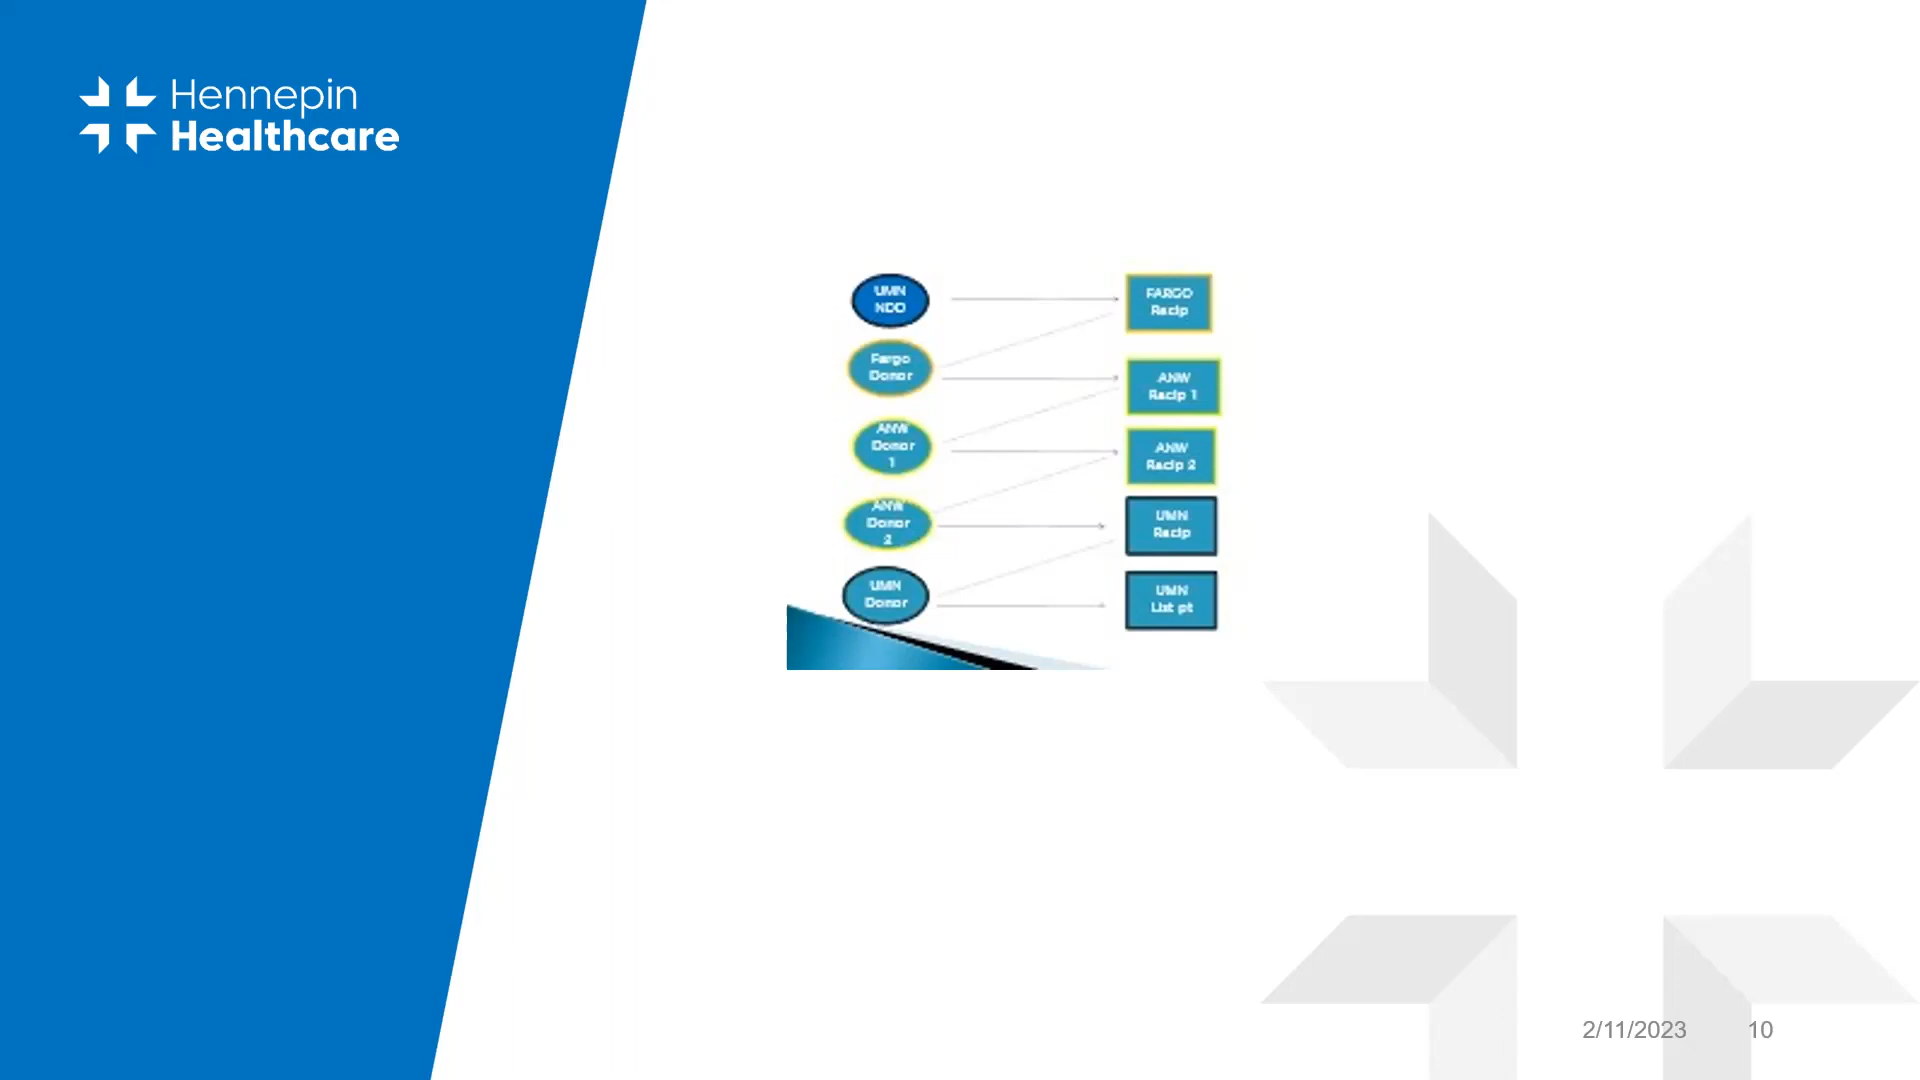 Hennepin
Healthcare
UMN
NDD
FARGO
Recip
Fargo
Donor
ANW
Recip 1
ANW
Donor
1
ANW
Recip 2
ANW
Donor
2
UMN
Recip
UMN
Donor
UMN
List pt
2/11/2023
10